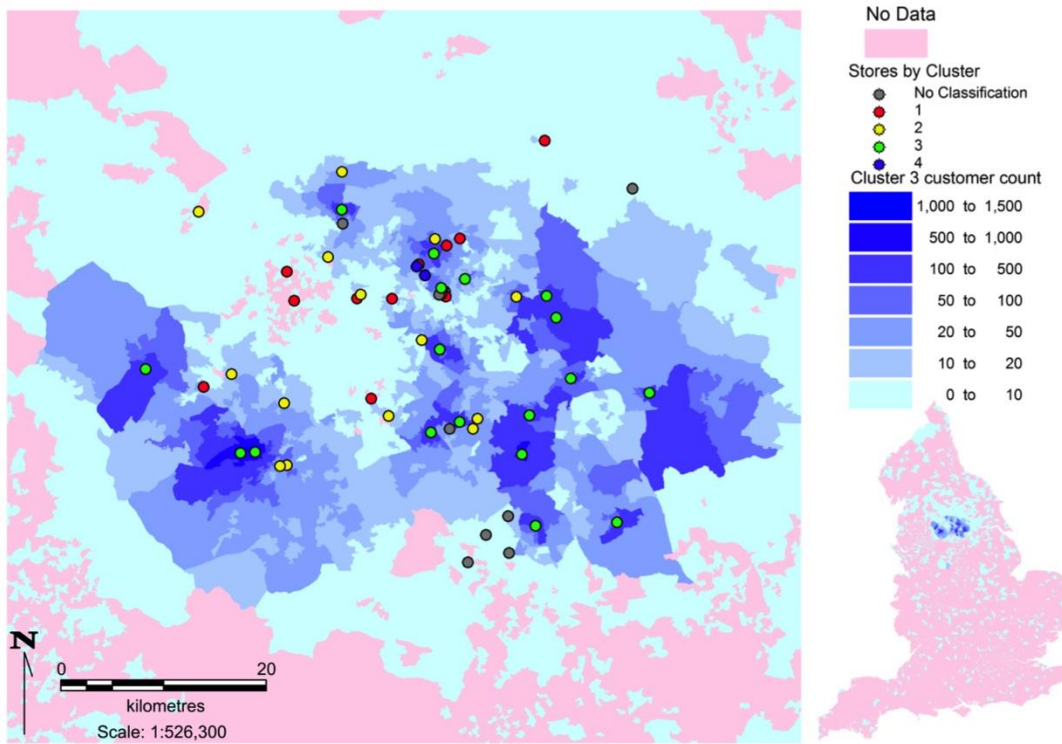 No Data
Stores by Cluster
No Classification
1
2
3
4
Cluster 3 customer count
1,000 to 1,500
500 to 1,000
100 to 500
50 to 100
20 to 50
10 to 20
0 to 10
N
0 20
kilometres
Scale: 1:526,300